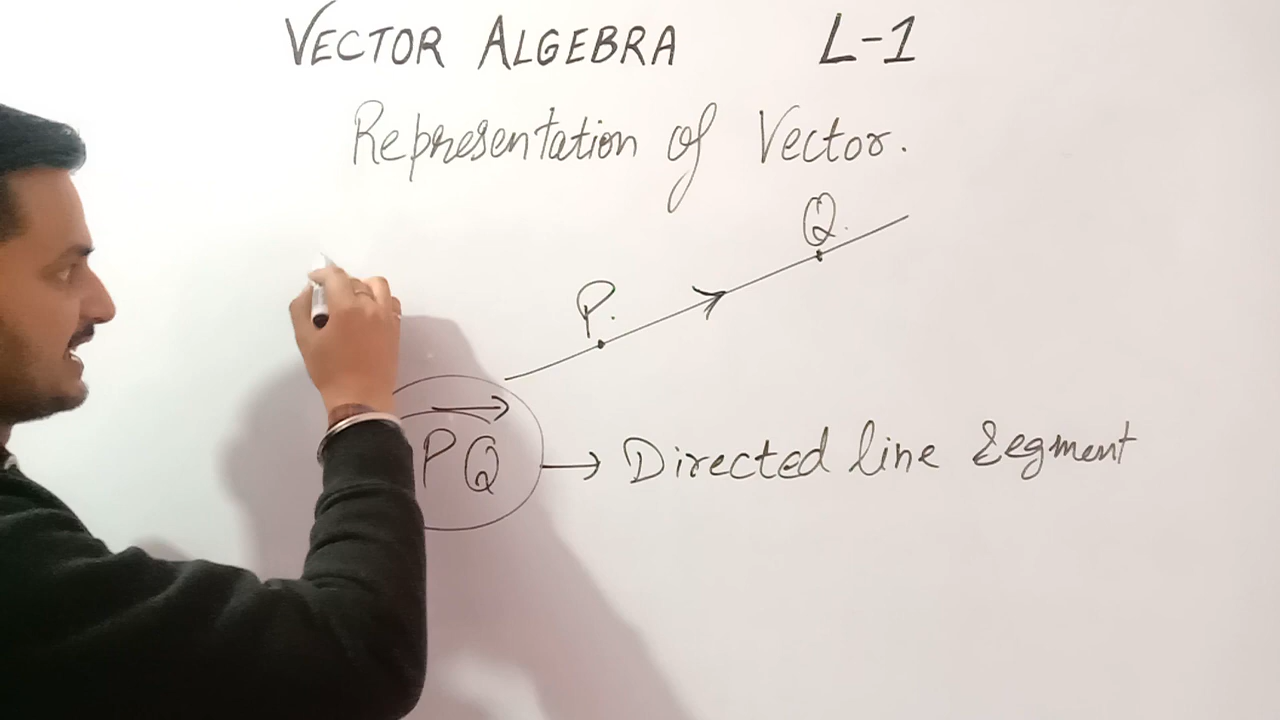 VECTOR ALGEBRA L-1
Representation of Vector.
Q.
P.
PQ → Directed line Segment